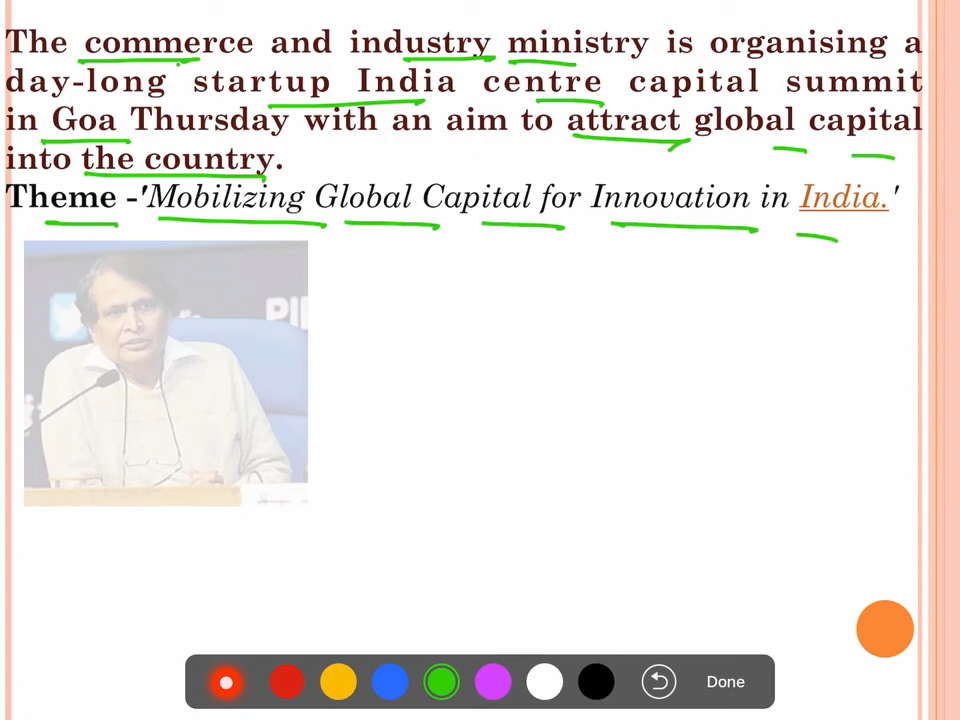 The commerce and industry ministry is organising a
day-long startup India centre capital summit
in Goa Thursday with an aim to attract global capital
into the country.
Theme -'Mobilizing Global Capital for Innovation in India.'
PI
Done